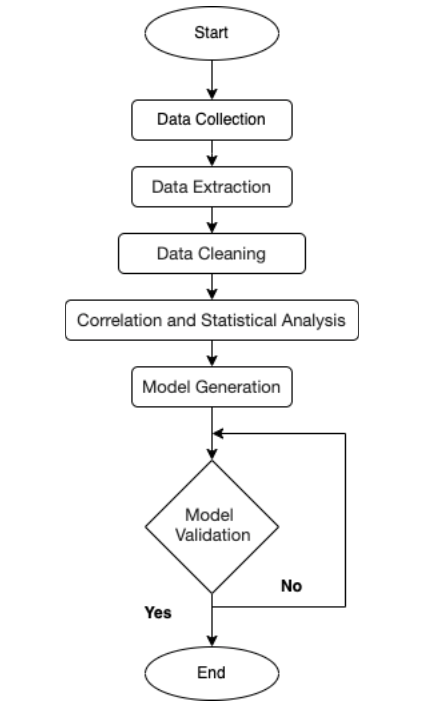 Start
Data Collection
Data Extraction
Data Cleaning
Correlation and Statistical Analysis
Model Generation
Model
Validation
No
Yes
End